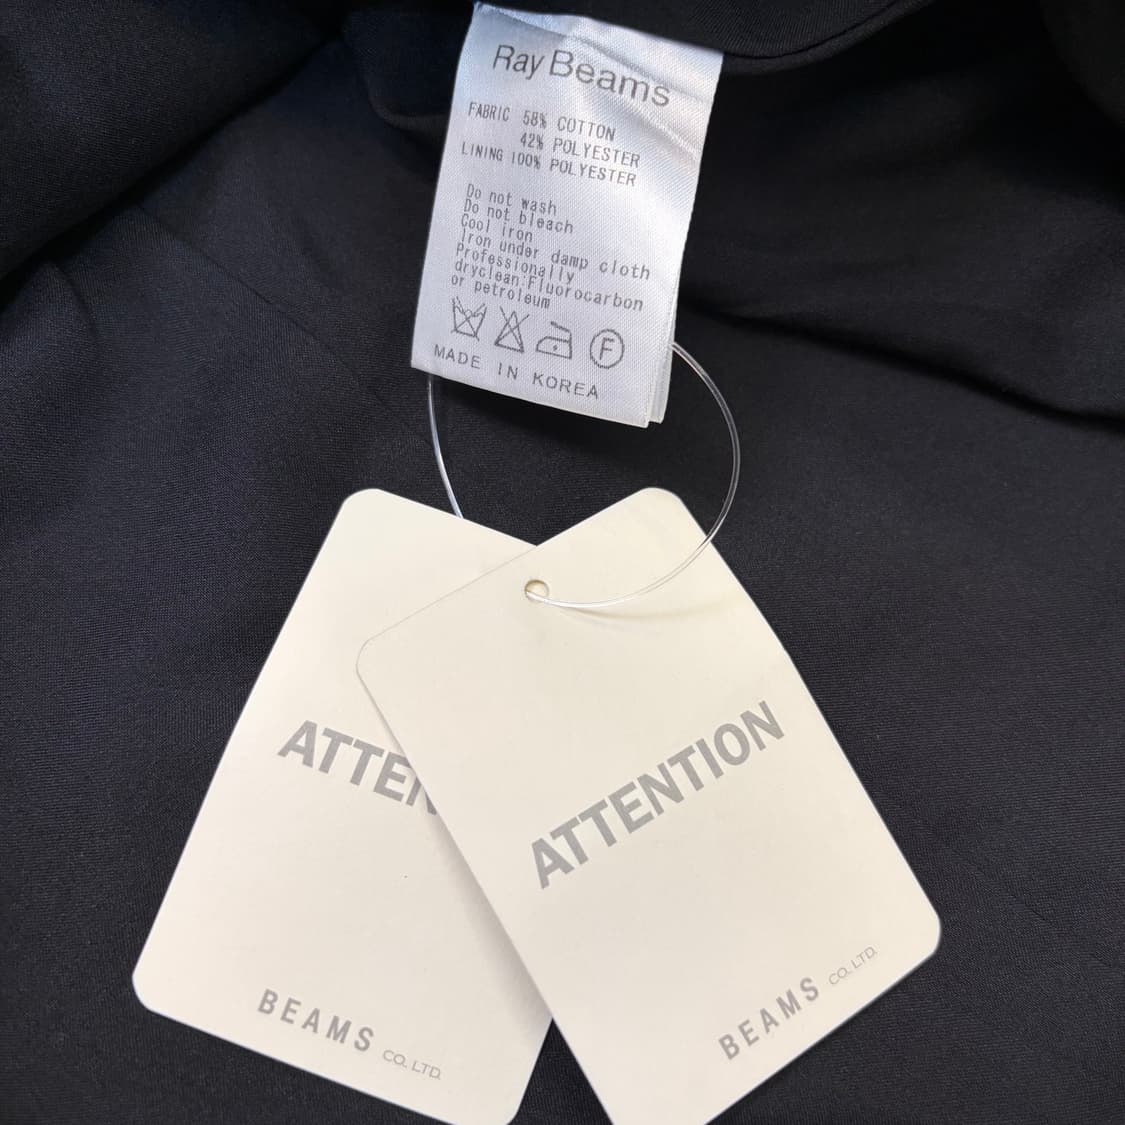 Ray Beams
FABRIC 58% COTTON
42% POLYESTER
LINING 100% POLYESTER
Do not wash
Do not bleach
Cool iron
Iron under damp cloth
Professionally
dryclean:Fluorocarbon
or petroleum
F
MADE IN KOREA
ATTEN
BEAMS CO. LTD.
ATTENTION
BEAMS CO. LTD.